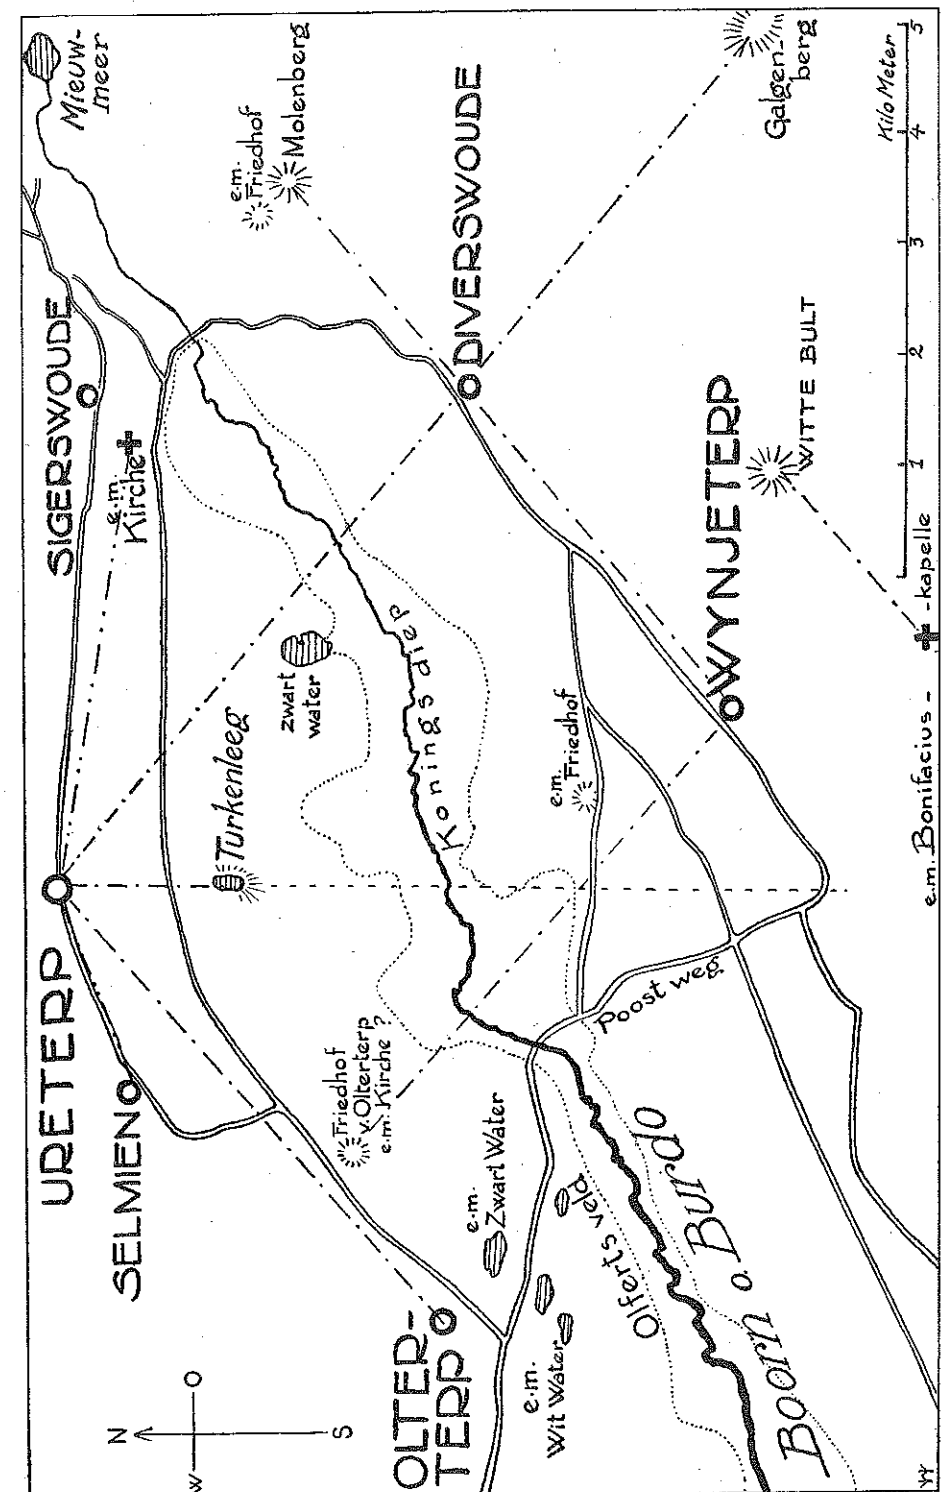 N
W
O
S
URETERP
SELMIEN
SIGERSWOUDE
Mieuw-
meer
e.m.
Kirche
Turkenleeg
zwart
water
e.m.
Friedhof
Molenberg
OLTER-
TERP
Friedhof
v. Olterterp
e.m. Kirche ?
Koningsdiep
DIVERSWOUDE
e.m.
Zwart Water
e.m.
Wit Water
e.m.
Friedhof
Olferts veld
Poost weg
Boorn o. Burdo
WYNJETERP
WITTE BULT
Galgen-
berg
e.m. Bonifacius - -kapelle
1 2 3 4 5
Kilo Meter